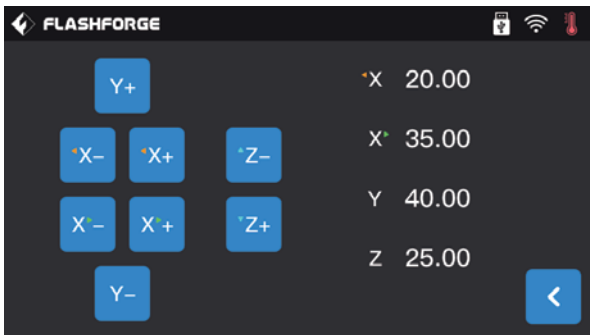 FLASHFORGE
Y+
X- X+ Z-
X- X+ Z+
Y-
X 20.00
X 35.00
Y 40.00
Z 25.00